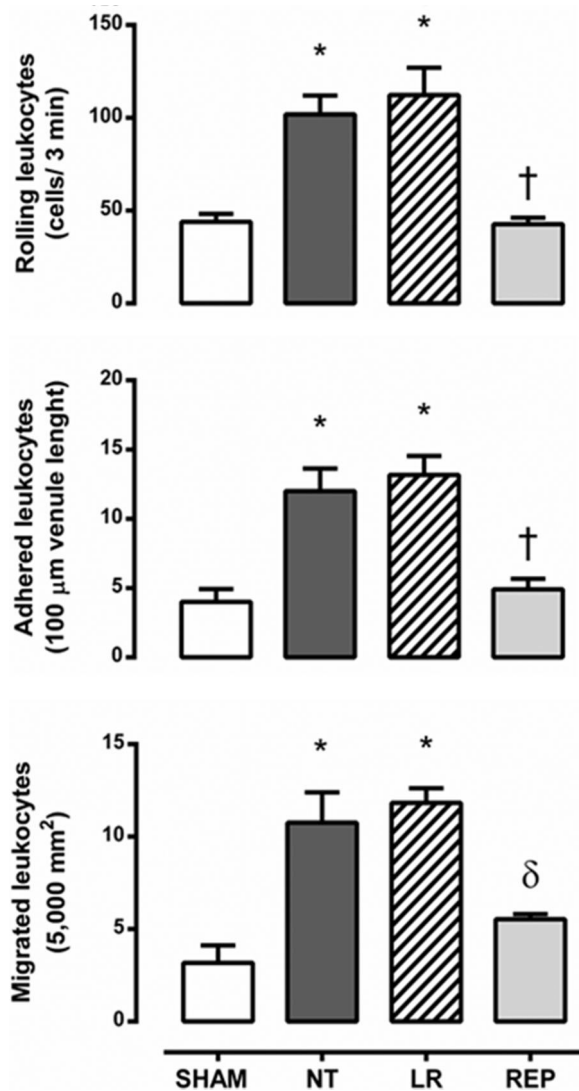 150
*
*
100
†
50
0
Rolling leukocytes
(cells/ 3 min)
20
*
*
15
10
†
5
0
Adhered leukocytes
(100 µm venule lenght)
15
*
*
10
δ
5
0
Migrated leukocytes
(5,000 mm²)
SHAM NT LR REP